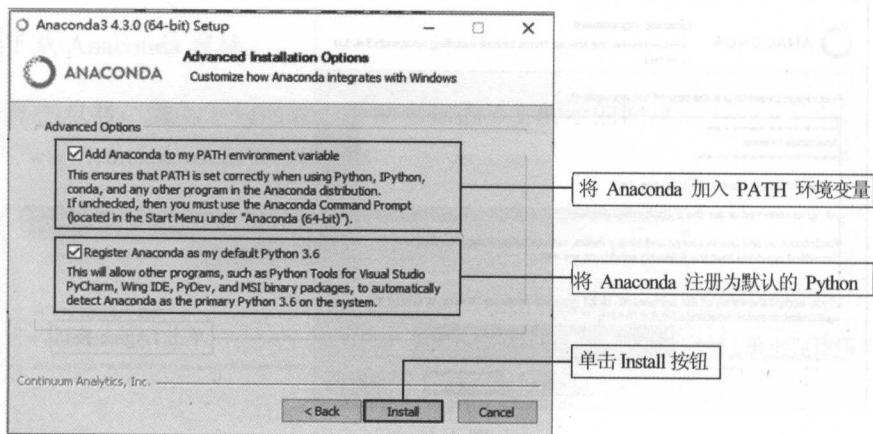 Anaconda3 4.3.0 (64-bit) Setup
ANACONDA
Advanced Installation Options
Customize how Anaconda integrates with Windows
Advanced Options
Add Anaconda to my PATH environment variable
This ensures that PATH is set correctly when using Python, IPython,
conda, and any other program in the Anaconda distribution.
If unchecked, then you must use the Anaconda Command Prompt
(located in the Start Menu under "Anaconda (64-bit)").
将 Anaconda 加入 PATH 环境变量
Register Anaconda as my default Python 3.6
This will allow other programs, such as Python Tools for Visual Studio
PyCharm, Wing IDE, PyDev, and MSI binary packages, to automatically
detect Anaconda as the primary Python 3.6 on the system.
将 Anaconda 注册为默认的 Python
单击 Install 按钮
Continuum Analytics, Inc.
< Back
Install
Cancel